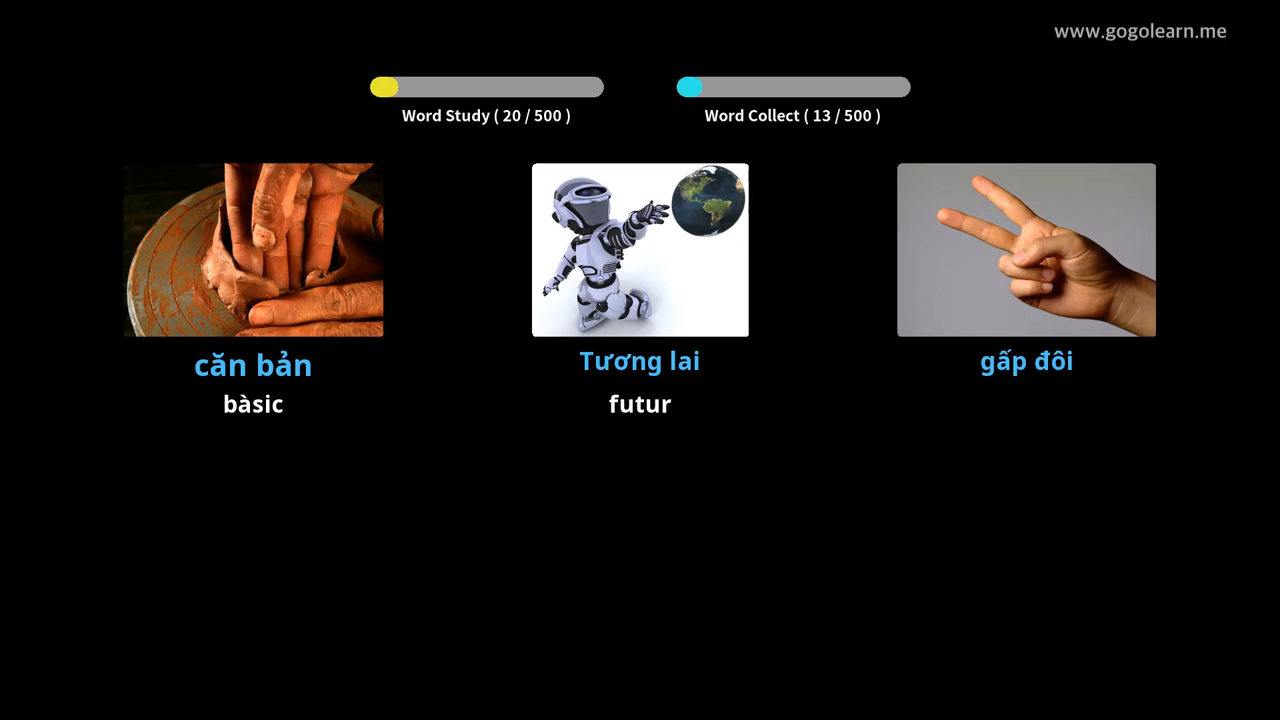 www.gogolearn.me
Word Study ( 20 / 500 )
Word Collect ( 13 / 500 )
căn bản
Tương lai
gấp đôi
bàsic
futur